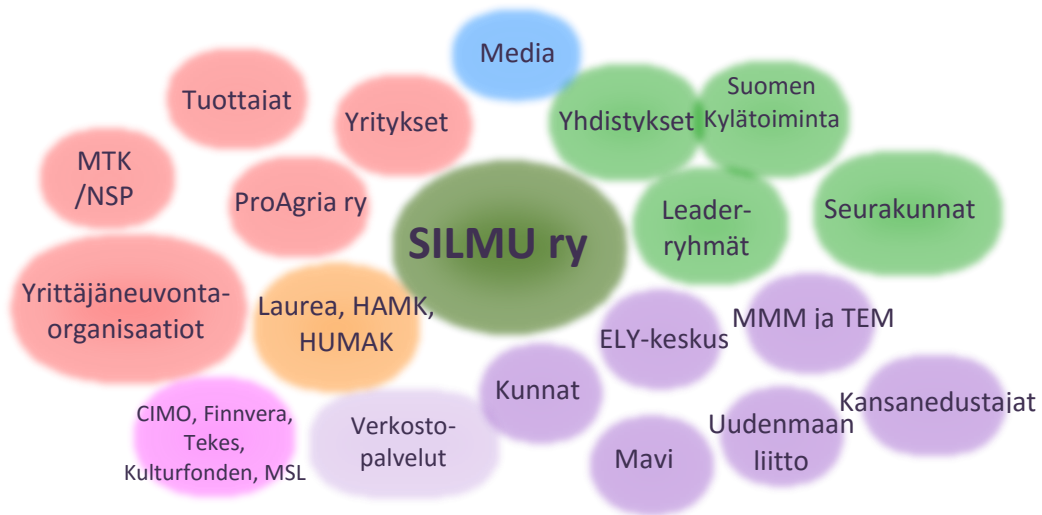 Media
Tuottajat
Yritykset
Yhdistykset
Suomen
Kylätoiminta
MTK
/NSP
ProAgria ry
SILMU ry
Leader-
ryhmät
Seurakunnat
Yrittäjäneuvonta-
organisaatiot
Laurea, HAMK,
HUMAK
ELY-keskus
MMM ja TEM
Kunnat
Kansanedustajat
CIMO, Finnvera,
Tekes,
Kulturfonden, MSL
Verkosto-
palvelut
Mavi
Uudenmaan
liitto